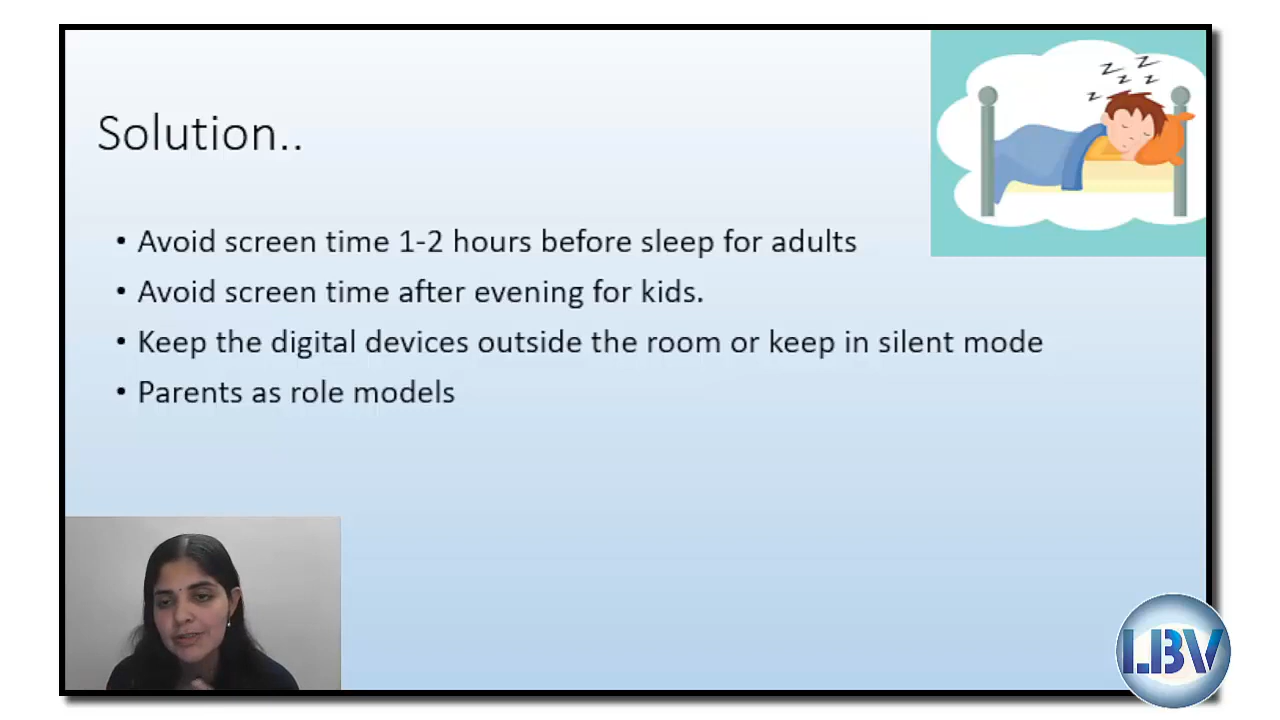 Solution..
• Avoid screen time 1-2 hours before sleep for adults
• Avoid screen time after evening for kids.
• Keep the digital devices outside the room or keep in silent mode
• Parents as role models
z z z z z
LBV